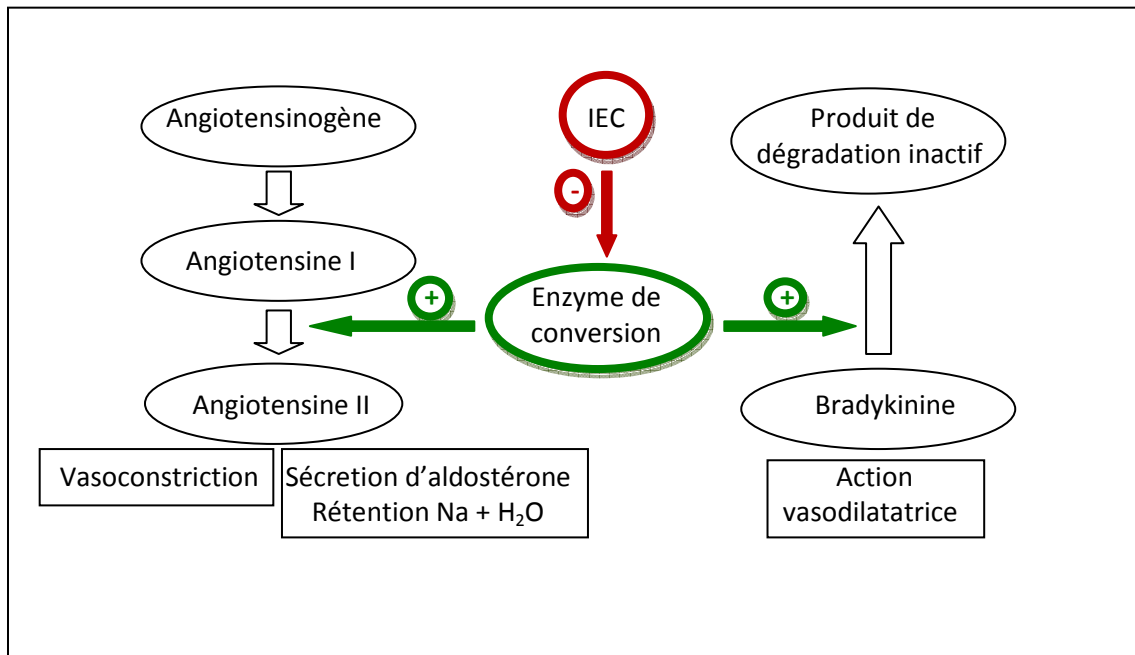 Angiotensinogène
Angiotensine I
+
Angiotensine II
Vasoconstriction
Sécretion d’aldostérone
Rétention Na + H₂O
IEC
-
Enzyme de
conversion
+
Produit de
dégradation inactif
Bradykinine
Action
vasodilatatrice